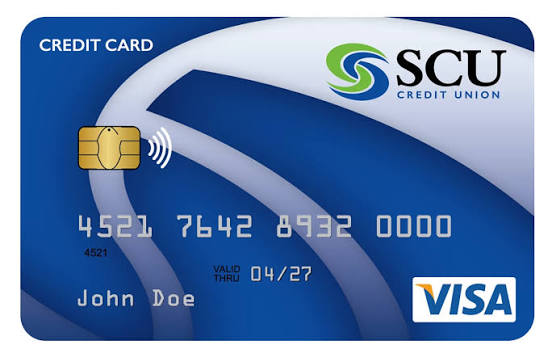 CREDIT CARD
SCU
CREDIT UNION
4521 7642 8932 0000
4521
VALID
THRU 04/27
John Doe
VISA